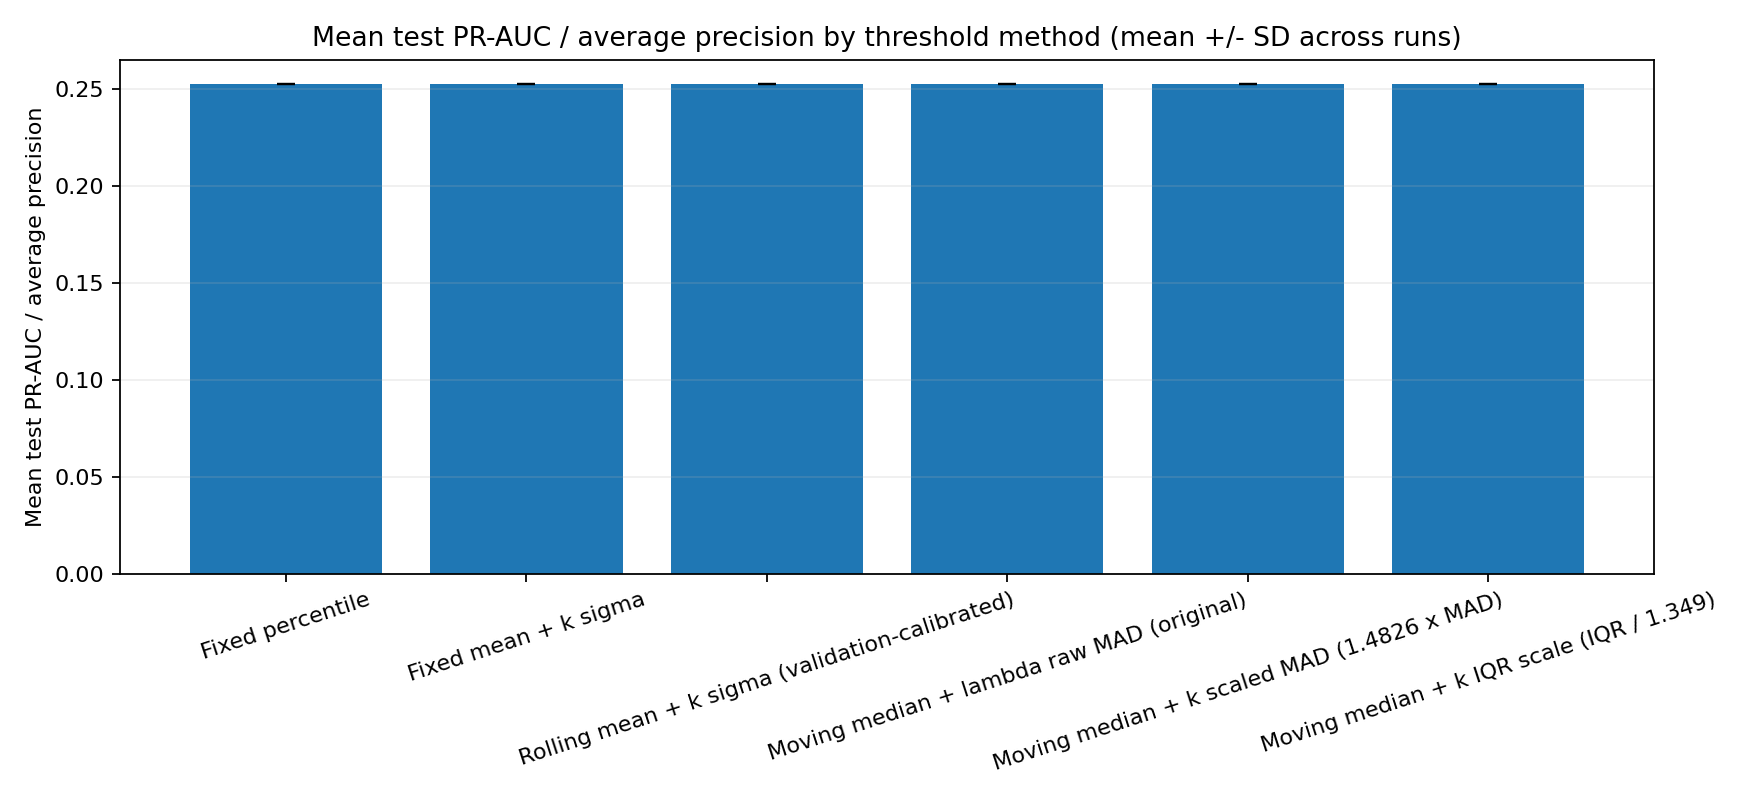 Mean test PR-AUC / average precision by threshold method (mean +/- SD across runs)
Mean test PR-AUC / average precision
0.25
0.20
0.15
0.10
0.05
0.00
Fixed percentile
Fixed mean + k sigma
Rolling mean + k sigma (validation-calibrated)
Moving median + lambda raw MAD (original)
Moving median + k scaled MAD (1.4826 x MAD)
Moving median + k IQR scale (IQR / 1.349)